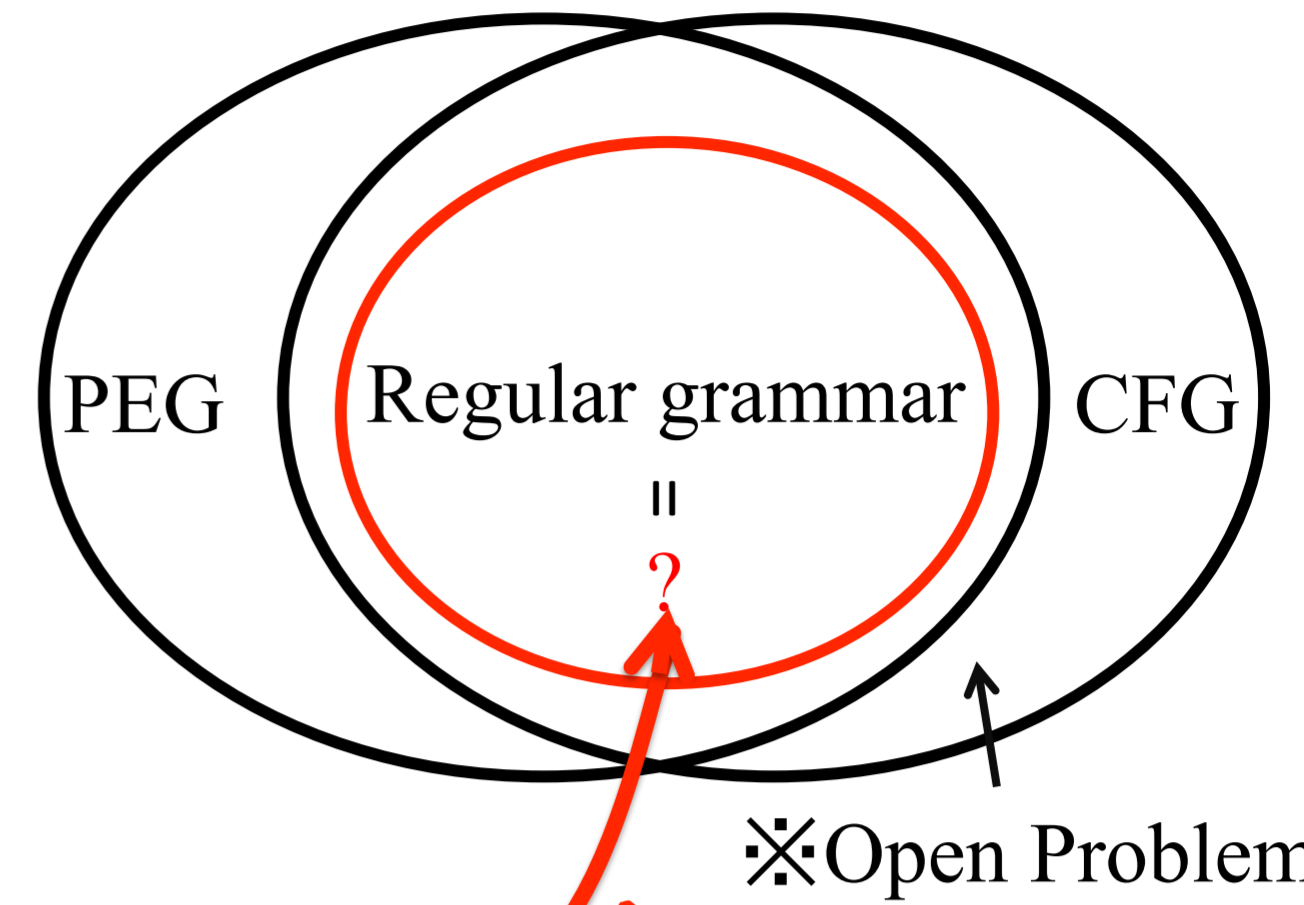 PEG
Regular grammar
CFG
=
?
※Open Problem